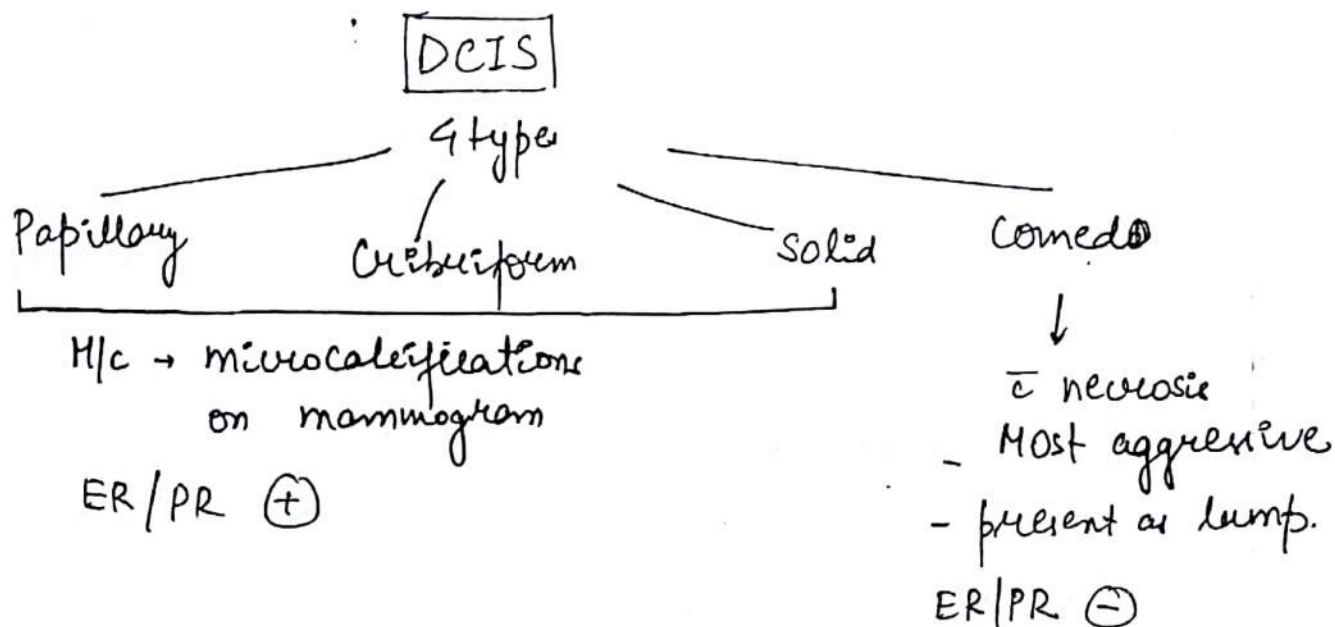 DCIS
4 types
Papillary Cribriform Solid Comedo
↓
M/c → microcalcifications
on mammogram
c̄ necrosis
- Most aggressive
ER/PR ⊕
- present as lump.
ER/PR ⊖